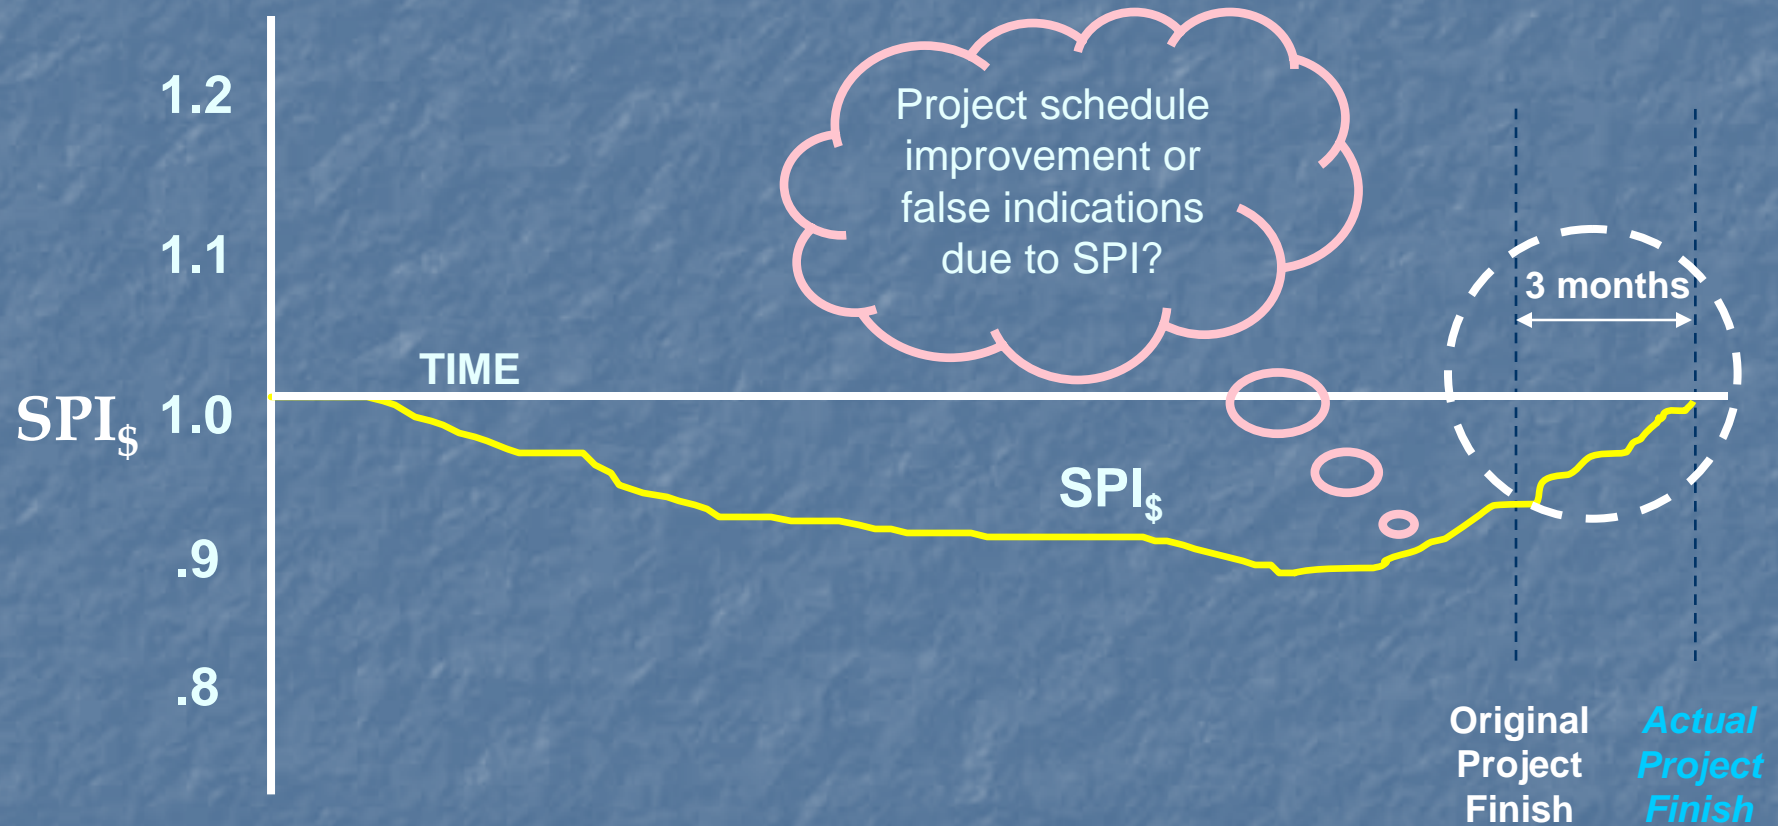 1.2
1.1
1.0
.9
.8
SPI$
TIME
Project schedule
improvement or
false indications
due to SPI?
3 months
SPI$
Original
Project
Finish
Actual
Project
Finish